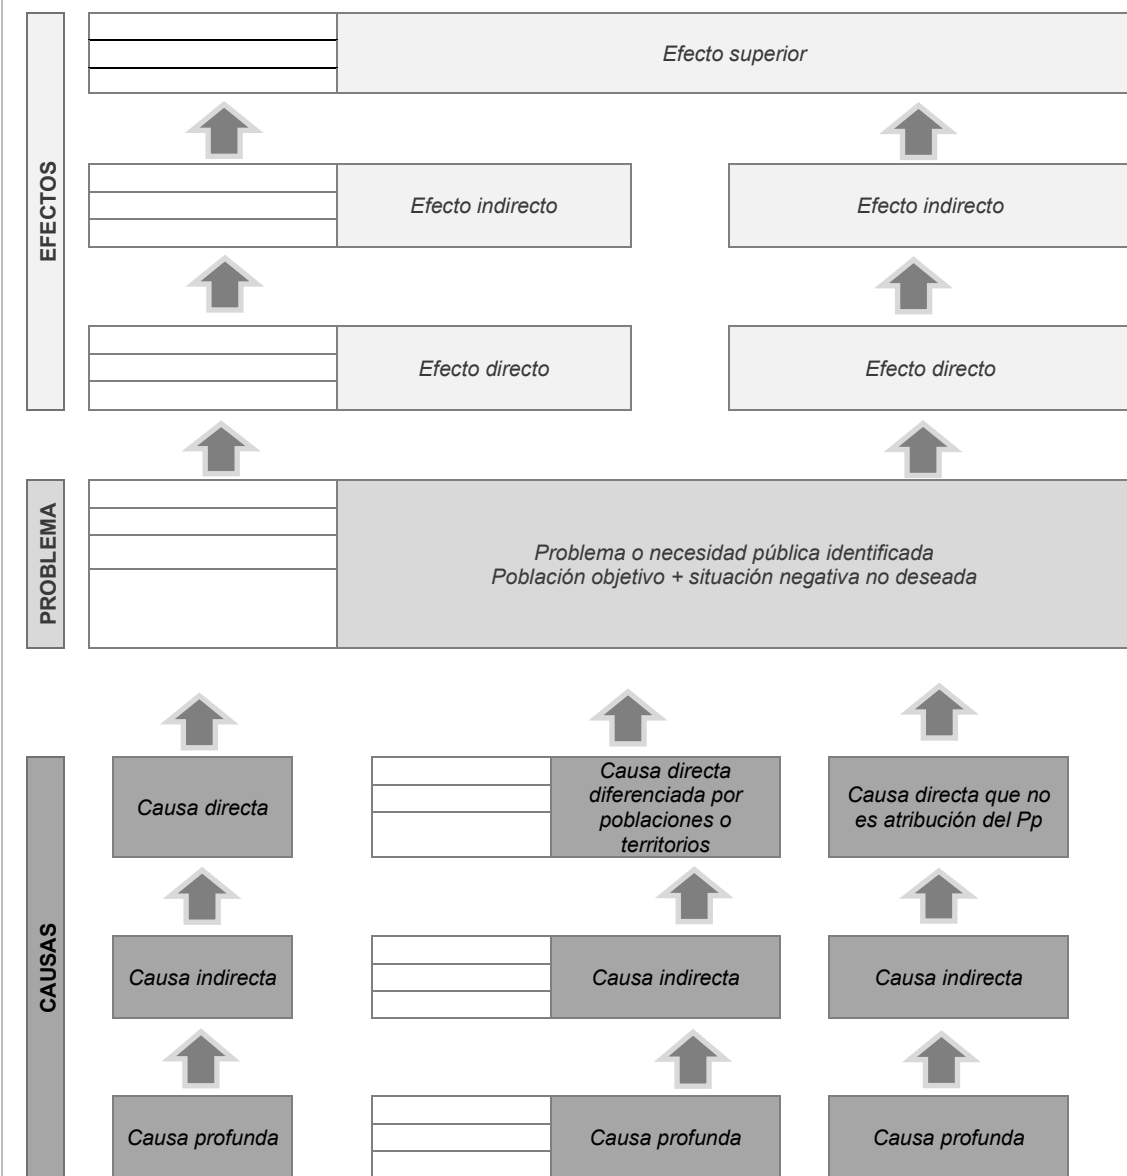 EFECTOS
Efecto superior
Efecto indirecto
Efecto indirecto
Efecto directo
Efecto directo
PROBLEMA
Problema o necesidad pública identificada
Población objetivo + situación negativa no deseada
CAUSAS
Causa directa
Causa directa
diferenciada por
poblaciones o
territorios
Causa directa que no
es atribución del Pp
Causa indirecta
Causa indirecta
Causa indirecta
Causa profunda
Causa profunda
Causa profunda